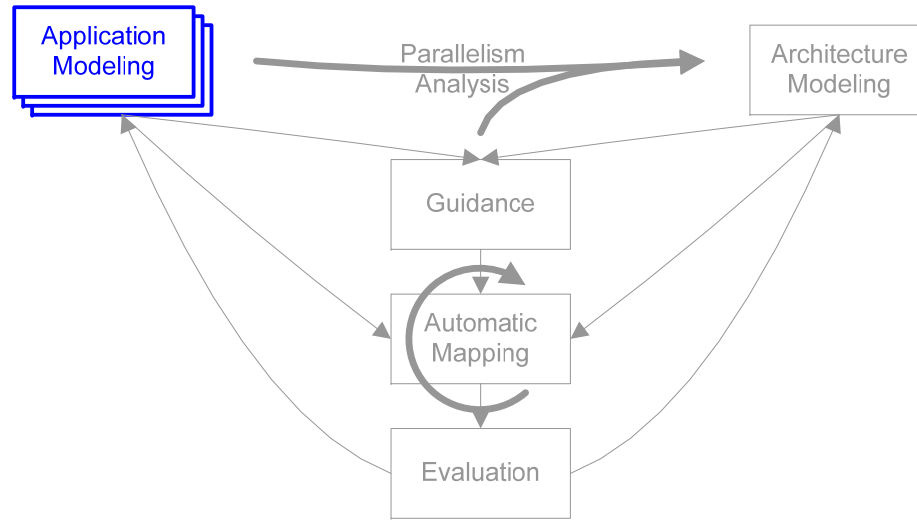 Application
Modeling
Parallelism
Analysis
Architecture
Modeling
Guidance
Automatic
Mapping
Evaluation